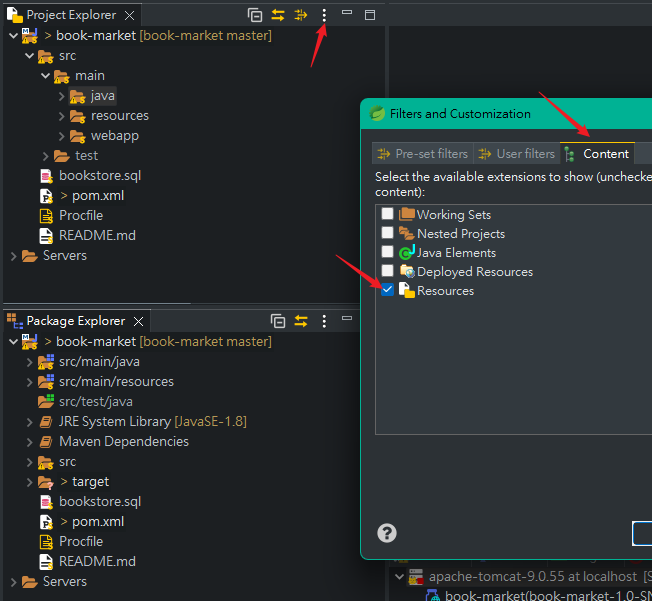 Project Explorer
> book-market [book-market master]
src
main
java
resources
webapp
test
bookstore.sql
> pom.xml
Procfile
README.md
Servers
Package Explorer
> book-market [book-market master]
src/main/java
src/main/resources
src/test/java
JRE System Library [JavaSE-1.8]
Maven Dependencies
src
> target
bookstore.sql
> pom.xml
Procfile
README.md
Servers
Filters and Customization
Pre-set filters
User filters
Content
Select the available extensions to show (unchecke
content):
Working Sets
Nested Projects
Java Elements
Deployed Resources
Resources
?
apache-tomcat-9.0.55 at localhost [S
book-market(book-market-1.0-SN